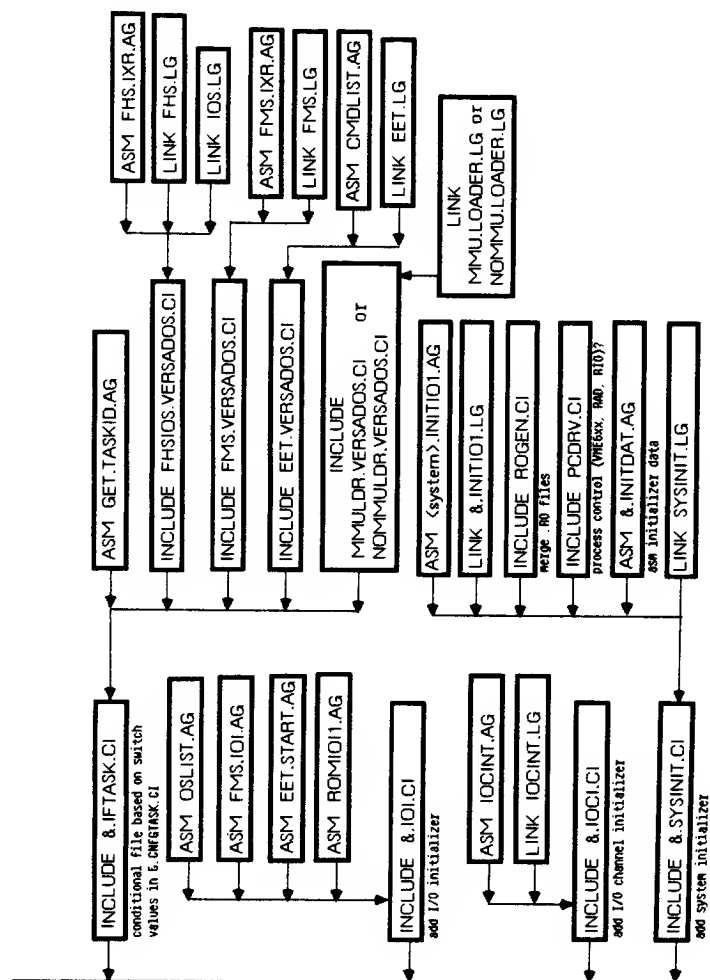 INCLUDE &.IFTASK.CI
conditional file based on switch
values in &.CNFGTASK.CI
ASM GET.TASKID.AG
INCLUDE FHSIOS.VERSADOS.CI
ASM FHS.IXR.AG
LINK FHS.LG
LINK IOS.LG
INCLUDE FMS.VERSADOS.CI
ASM FMS.IXR.AG
LINK FMS.LG
INCLUDE EET.VERSADOS.CI
ASM CMDLIST.AG
LINK EET.LG
INCLUDE
MMULDR.VERSADOS.CI or
NOMMULDR.VERSADOS.CI
LINK
MMU.LOADER.LG or
NOMMU.LOADER.LG
ASM OSLIST.AG
ASM FMS.IOI.AG
ASM EET.START.AG
ASM ROMIOI1.AG
INCLUDE &.IOI.CI
add I/O initializer
ASM IOCINT.AG
LINK IOCINT.LG
INCLUDE &.IOCI.CI
add I/O channel initializer
ASM <system>.INITIO1.AG
LINK &.INITIO1.LG
INCLUDE ROGEN.CI
merge .RO files
INCLUDE PCDRV.CI
process control (VME6xx, RAD, RIO)?
ASM &.INITDAT.AG
asm initializer data
LINK SYSINIT.LG
INCLUDE &.SYSINIT.CI
add system initializer